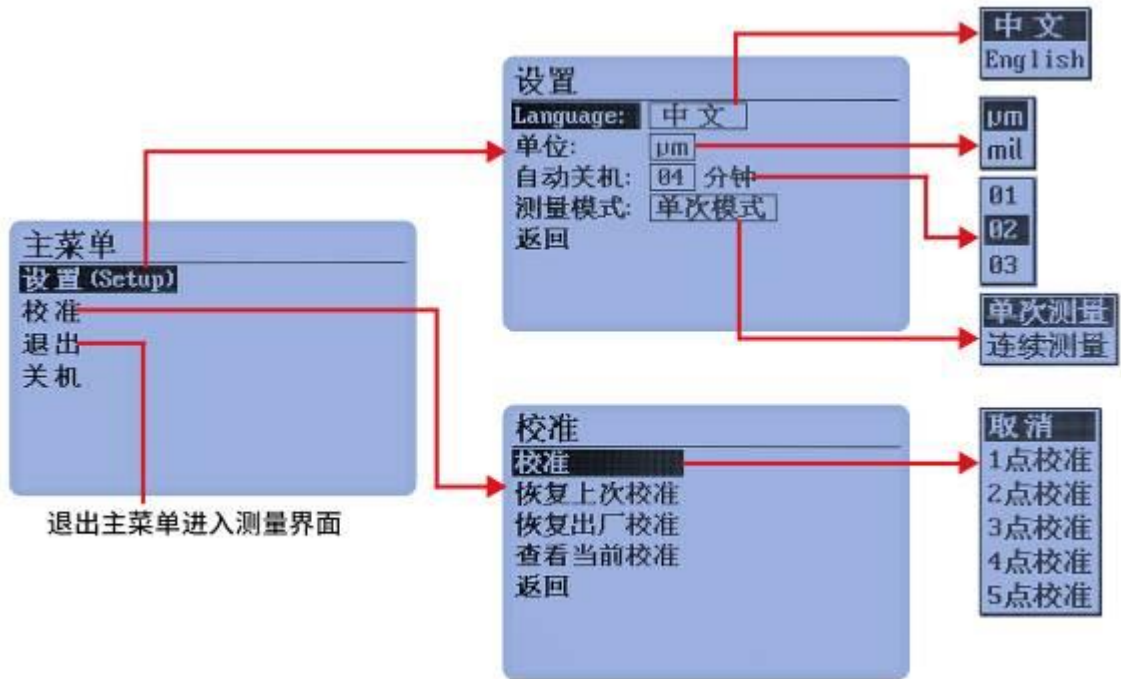 主菜单
设置(Setup)
校准
退出
关机
退出主菜单进入测量界面
设置
Language: 中文
单位: μm
自动关机: 04 分钟
测量模式: 单次模式
返回
中文
English
μm
mil
01
02
03
单次测量
连续测量
校准
校准
恢复上次校准
恢复出厂校准
查看当前校准
返回
取消
1点校准
2点校准
3点校准
4点校准
5点校准